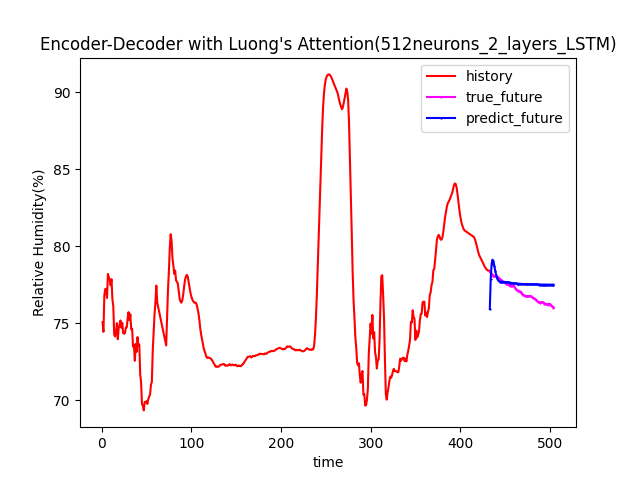 Encoder-Decoder with Luong's Attention(512neurons_2_layers_LSTM)
history
true_future
predict_future
Relative Humidity(%)
90
85
80
75
70
0 100 200 300 400 500
time